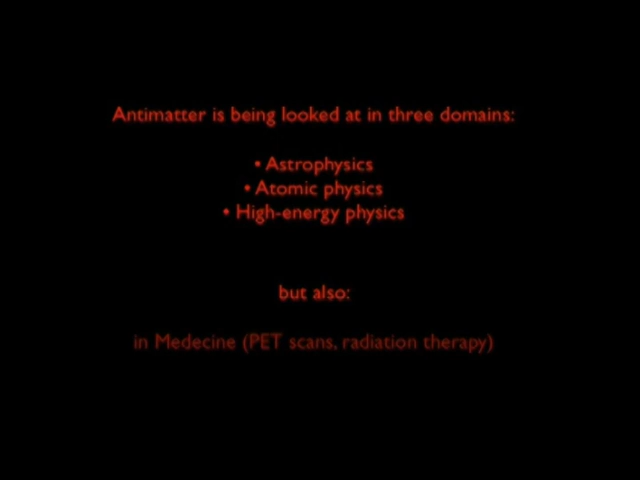 Antimatter is being looked at in three domains:
• Astrophysics
• Atomic physics
• High-energy physics
but also:
in Medecine (PET scans, radiation therapy)